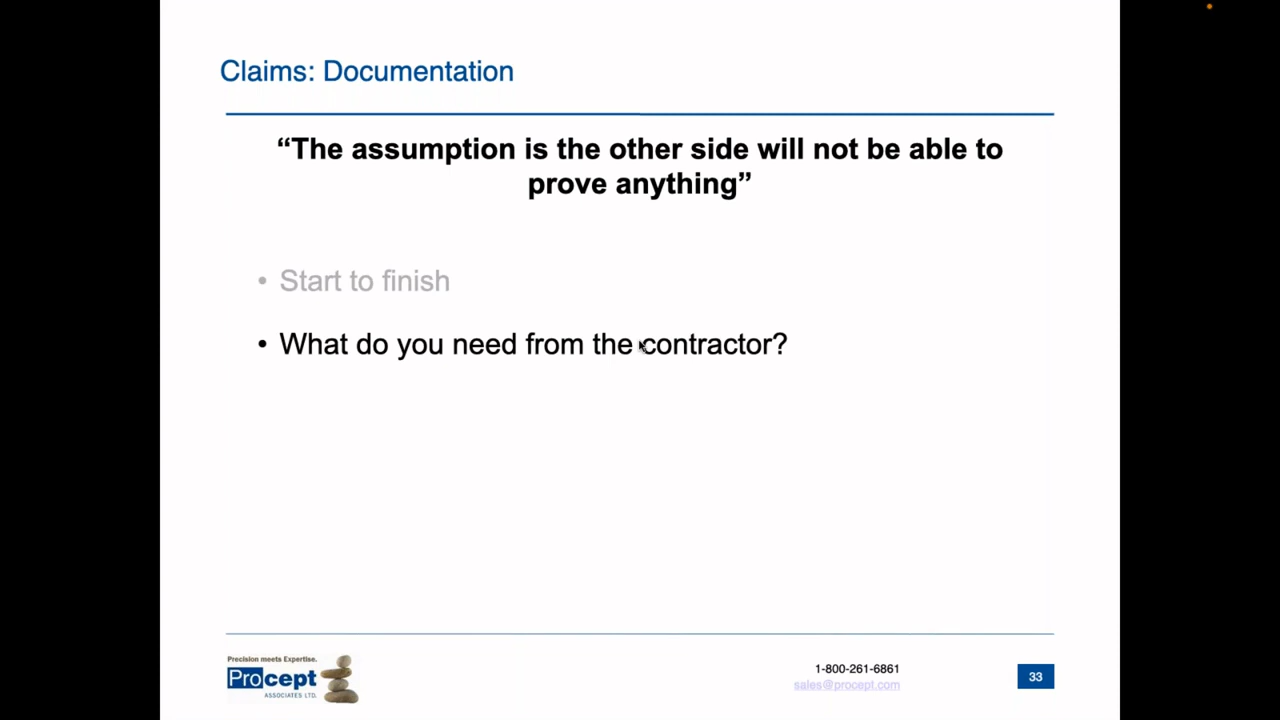 Claims: Documentation
“The assumption is the other side will not be able to
prove anything”
• Start to finish
• What do you need from the contractor?
Precision meets Expertise.
Procept
ASSOCIATES LTD.
1-800-261-6861
sales@procept.com
33